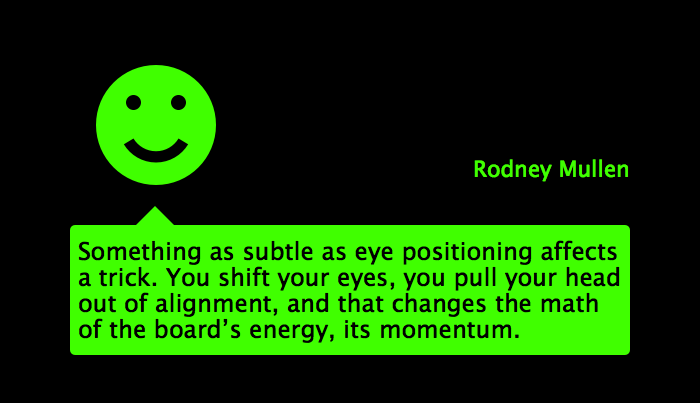 Rodney Mullen
Something as subtle as eye positioning affects
a trick. You shift your eyes, you pull your head
out of alignment, and that changes the math
of the board’s energy, its momentum.